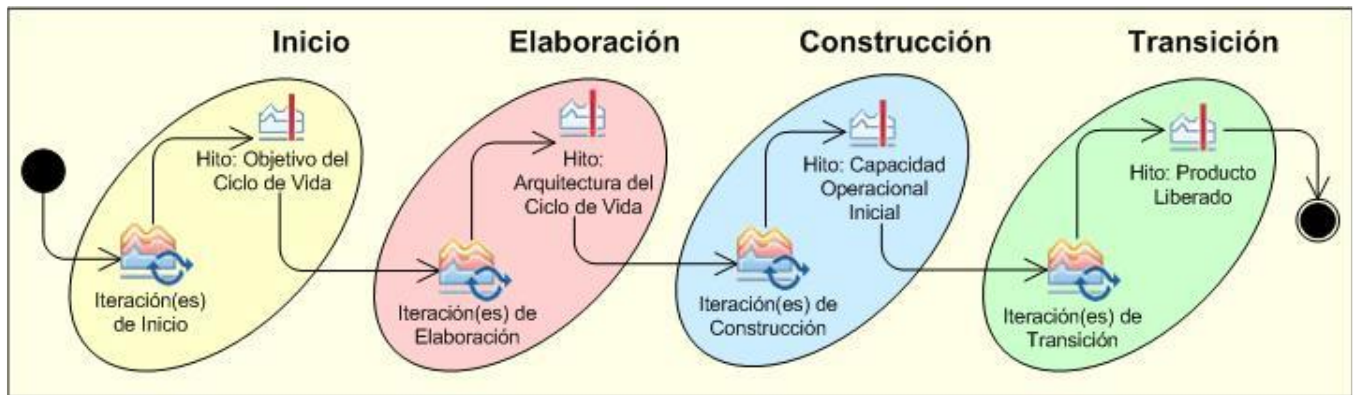 Inicio
Elaboración
Construcción
Transición
Hito: Objetivo del
Ciclo de Vida
Iteración(es)
de Inicio
Hito:
Arquitectura del
Ciclo de Vida
Iteración(es) de
Elaboración
Hito: Capacidad
Operacional
Inicial
Iteración(es) de
Construcción
Hito: Producto
Liberado
Iteración(es) de
Transición